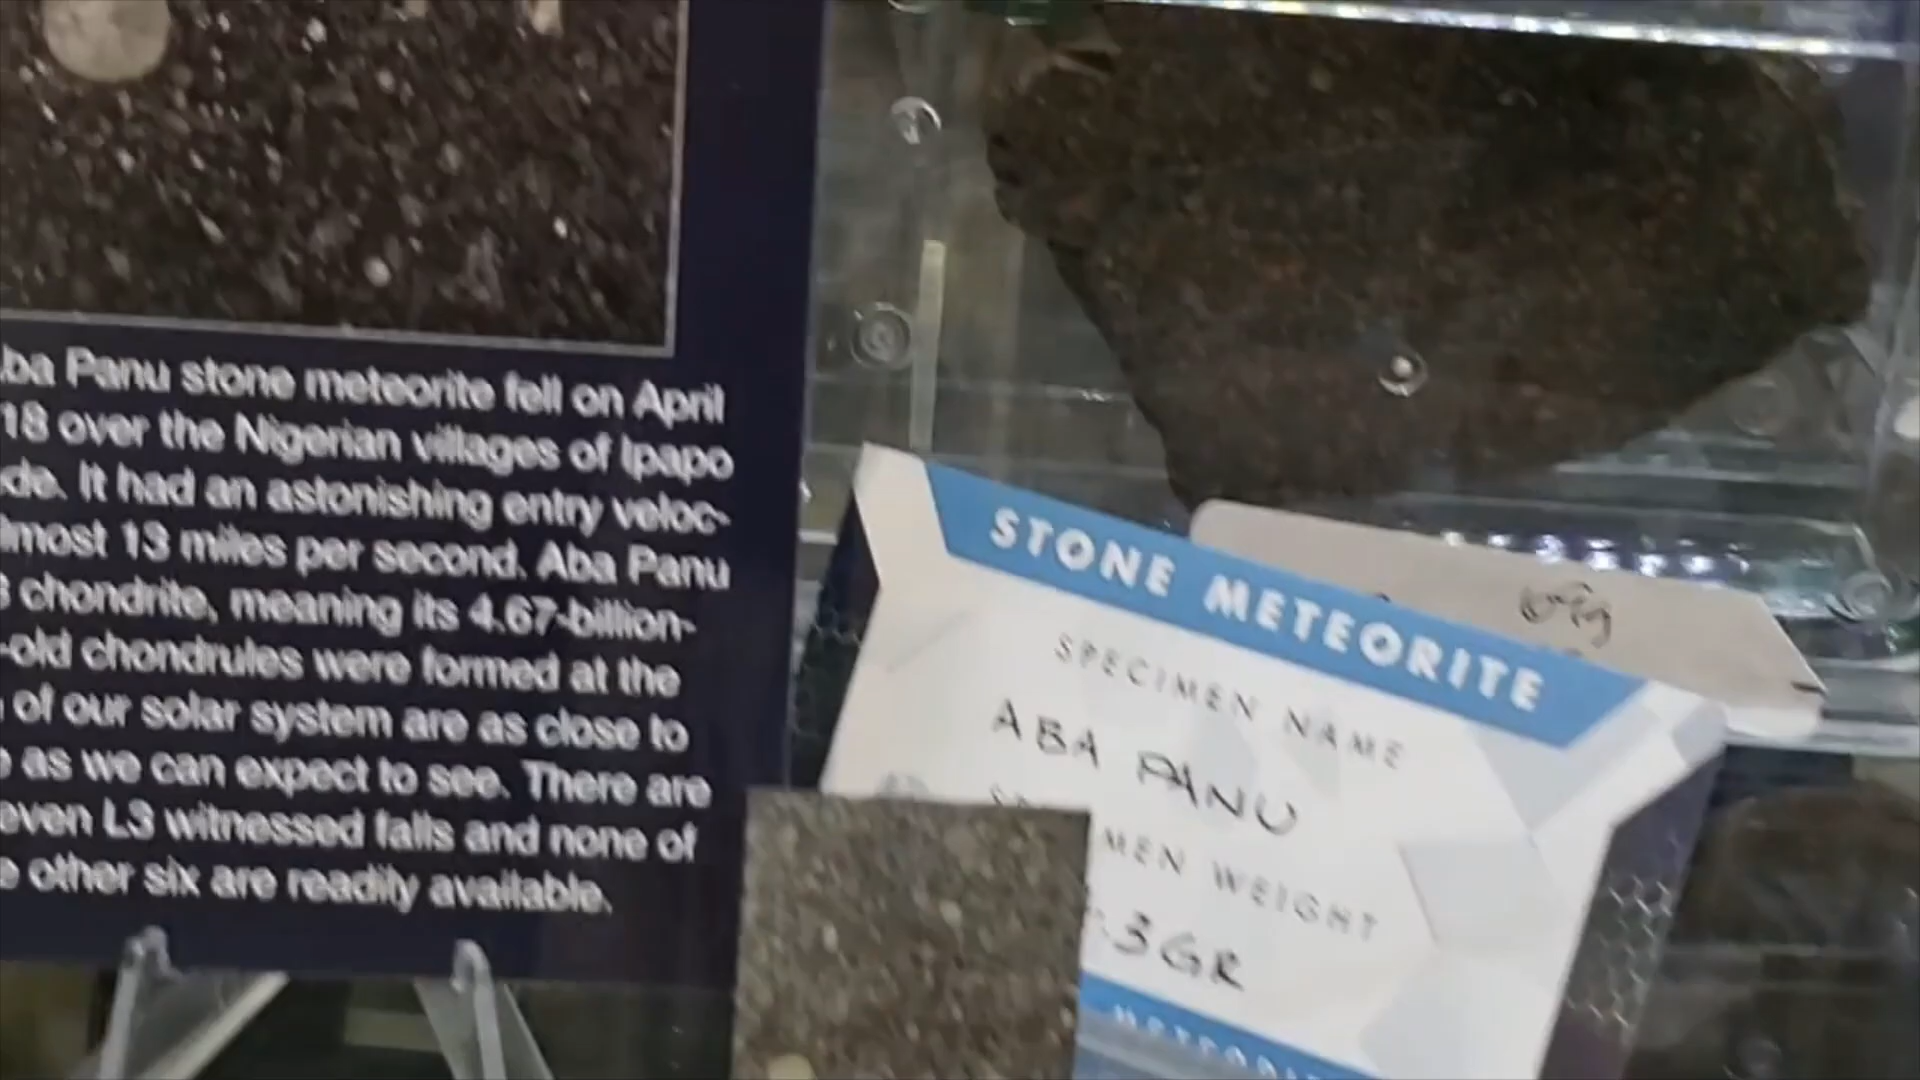 ba Panu stone meteorite fell on April
18 over the Nigerian villages of Ipapo
de. It had an astonishing entry veloc-
lmost 13 miles per second. Aba Panu
3 chondrite, meaning its 4.67-billion-
-old chondrules were formed at the
of our solar system are as close to
as we can expect to see. There are
even L3 witnessed falls and none of
e other six are readily available.
STONE METEORITE
SPECIMEN NAME
ABA PANU
MEN WEIGHT
.3GR